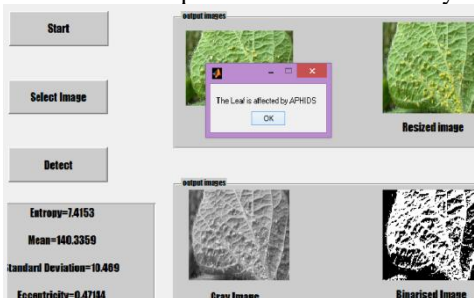 Start
output images
The Leaf is affected by APHIDS
OK
Select Image
Resized image
Detect
output images
Entropy=7.4153
Mean=140.3359
Standard Deviation=10.469
Eccentricity=0.47144
Gray Image
Binarised Image